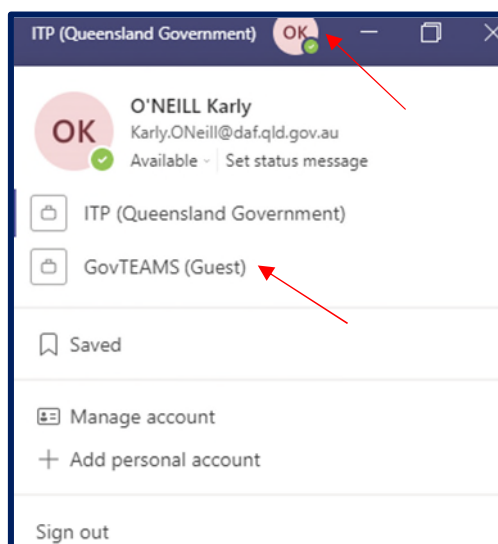 ITP (Queensland Government) OK
OK
O'NEILL Karly
Karly.ONeill@daf.qld.gov.au
Available Set status message
ITP (Queensland Government)
GovTEAMS (Guest)
Saved
Manage account
Add personal account
Sign out